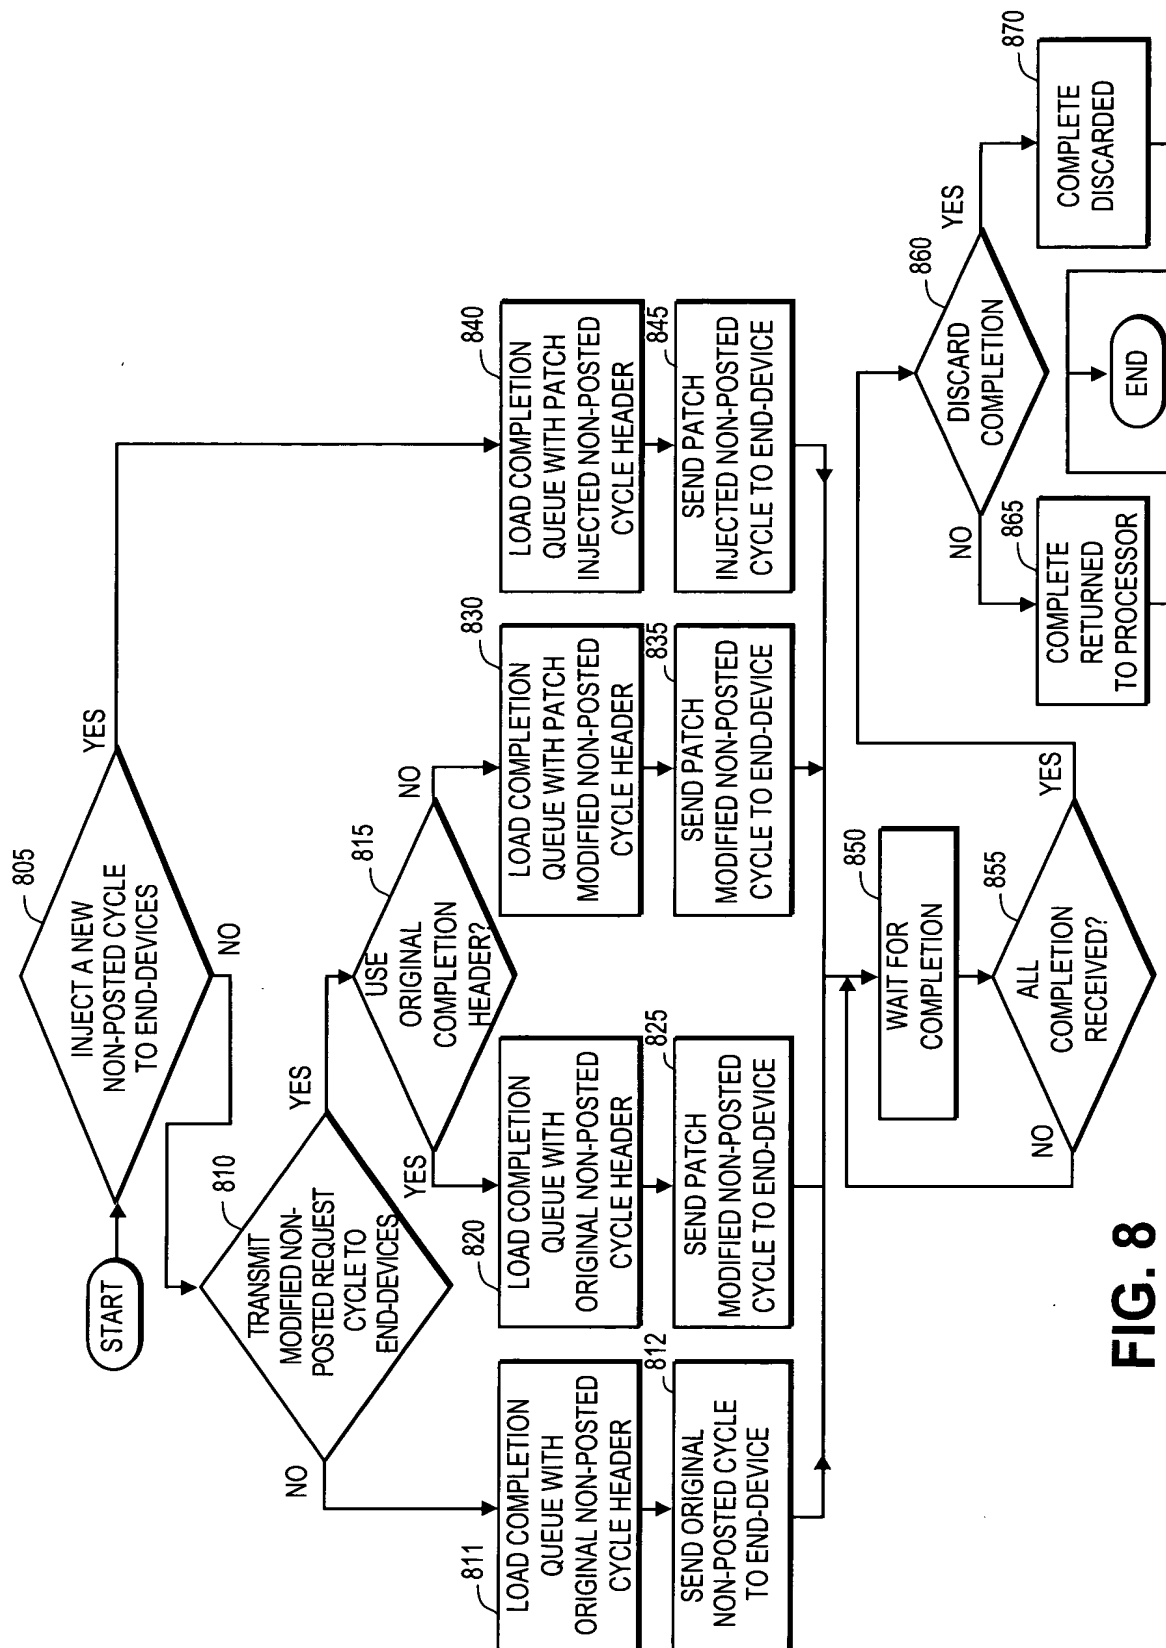 805
START
INJECT A NEW
NON-POSTED CYCLE
TO END-DEVICES
YES
NO
810
TRANSMIT
MODIFIED NON-
POSTED REQUEST
CYCLE TO
END-DEVICES
NO
YES
815
USE
ORIGINAL
COMPLETION
HEADER?
YES
NO
811
LOAD COMPLETION
QUEUE WITH
ORIGINAL NON-POSTED
CYCLE HEADER
820
LOAD COMPLETION
QUEUE WITH
ORIGINAL NON-POSTED
CYCLE HEADER
830
LOAD COMPLETION
QUEUE WITH PATCH
MODIFIED NON-POSTED
CYCLE HEADER
840
LOAD COMPLETION
QUEUE WITH PATCH
INJECTED NON-POSTED
CYCLE HEADER
812
SEND ORIGINAL
NON-POSTED CYCLE
TO END-DEVICE
825
SEND PATCH
MODIFIED NON-POSTED
CYCLE TO END-DEVICE
835
SEND PATCH
MODIFIED NON-POSTED
CYCLE TO END-DEVICE
845
SEND PATCH
INJECTED NON-POSTED
CYCLE TO END-DEVICE
850
WAIT FOR
COMPLETION
855
ALL
COMPLETION
RECEIVED?
NO
YES
860
DISCARD
COMPLETION
NO
YES
865
COMPLETE
RETURNED
TO PROCESSOR
870
COMPLETE
DISCARDED
END
FIG. 8